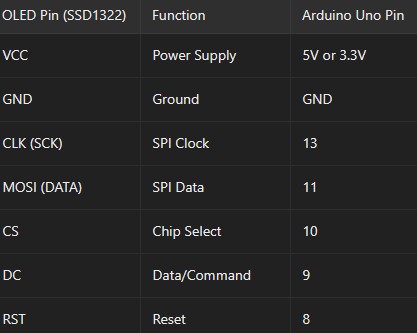 OLED Pin (SSD1322) Function Arduino Uno Pin
VCC Power Supply 5V or 3.3V
GND Ground GND
CLK (SCK) SPI Clock 13
MOSI (DATA) SPI Data 11
CS Chip Select 10
DC Data/Command 9
RST Reset 8